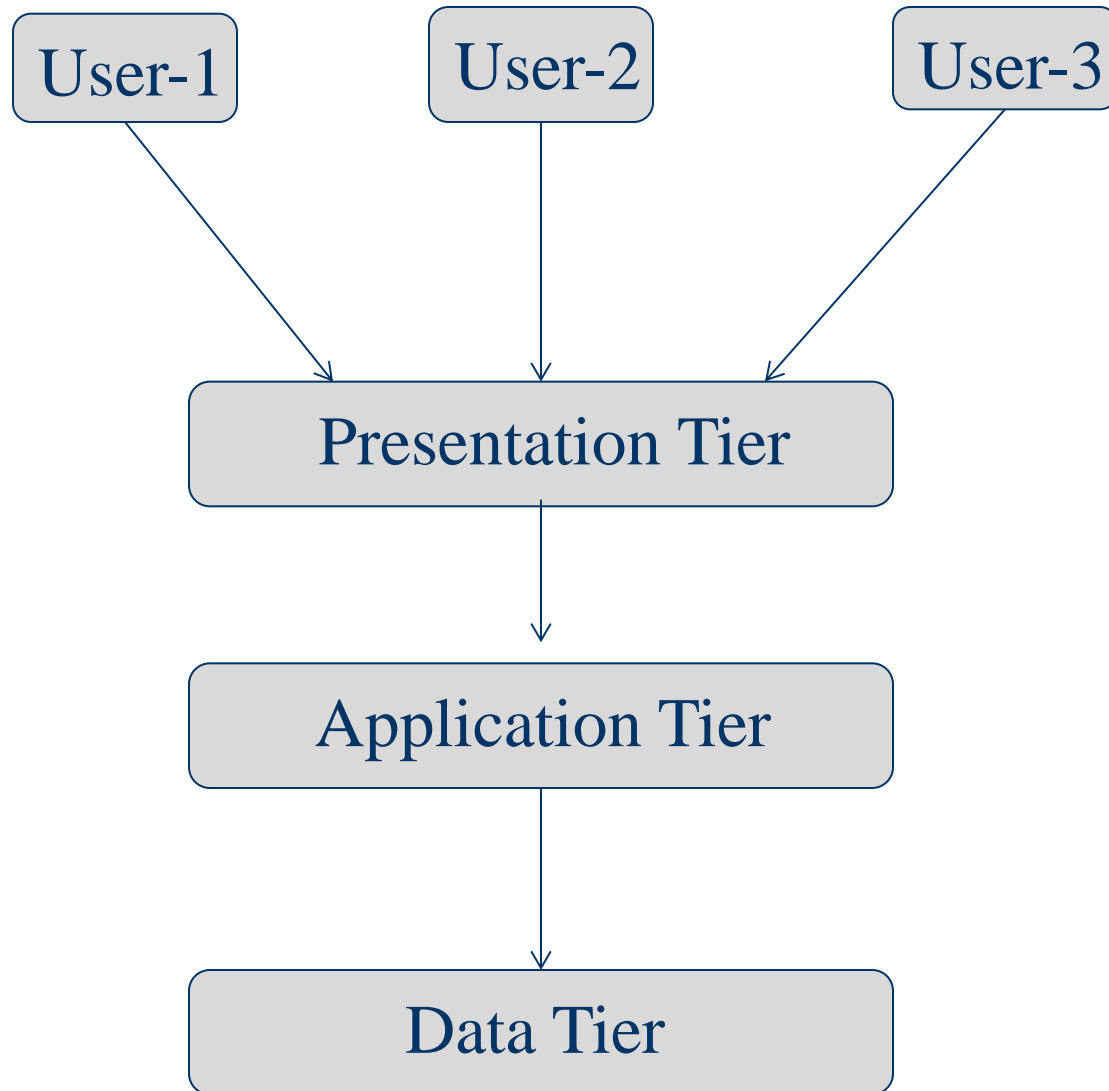 User-1
User-2
User-3
Presentation Tier
Application Tier
Data Tier